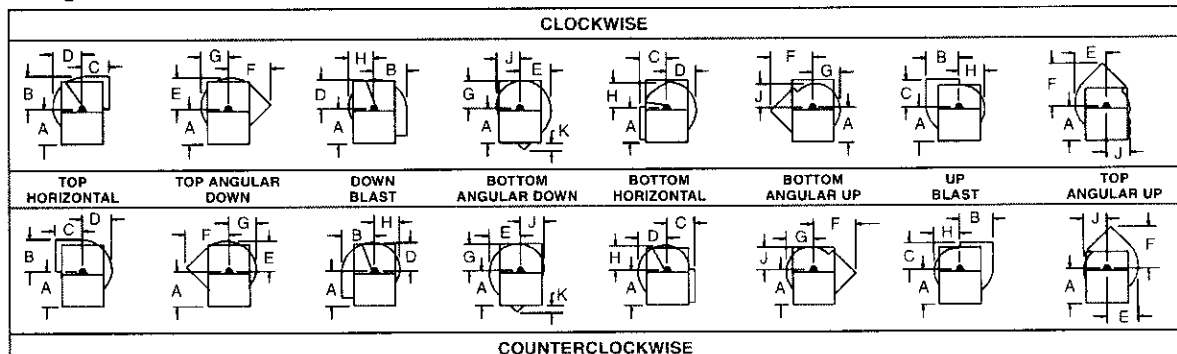 CLOCKWISE
D C B A
G F E A
H B D A
J E G A K
C D H A
F G J A
B H C A
E F A J
TOP HORIZONTAL
TOP ANGULAR DOWN
DOWN BLAST
BOTTOM ANGULAR DOWN
BOTTOM HORIZONTAL
BOTTOM ANGULAR UP
UP BLAST
TOP ANGULAR UP
D C B A
G F E A
H B D A
J E G A K
C D H A
F G J A
B H C A
J F A E
COUNTERCLOCKWISE